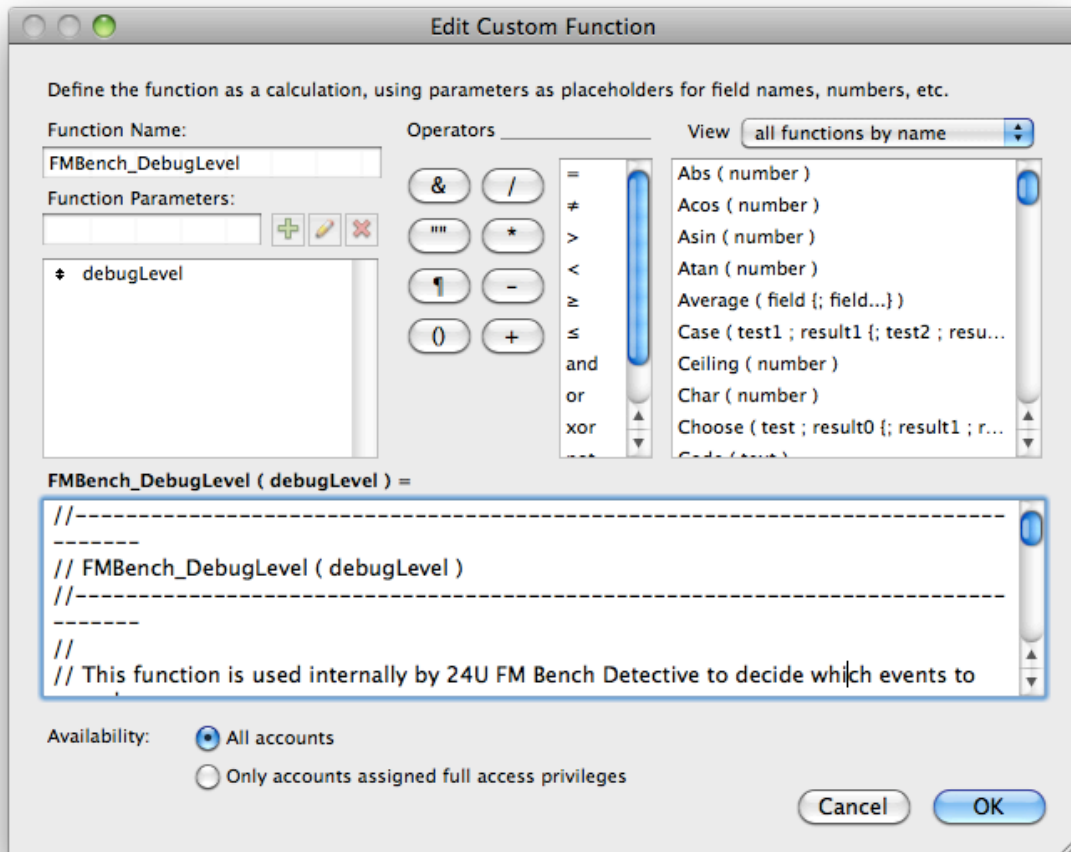 Edit Custom Function
Define the function as a calculation, using parameters as placeholders for field names, numbers, etc.
Function Name:
FMBench_DebugLevel
Function Parameters:
debugLevel
Operators
& /
"" *
¶ -
() +
=
≠
>
<
≥
≤
and
or
xor
not
View all functions by name
Abs ( number )
Acos ( number )
Asin ( number )
Atan ( number )
Average ( field {; field...} )
Case ( test1 ; result1 {; test2 ; resu...
Ceiling ( number )
Char ( number )
Choose ( test ; result0 {; result1 ; r...
Code ( text )
FMBench_DebugLevel ( debugLevel ) =
//-------------------------------------------------------------------------
-------
// FMBench_DebugLevel ( debugLevel )
//-------------------------------------------------------------------------
-------
//
// This function is used internally by 24U FM Bench Detective to decide which events to
Availability:
All accounts
Only accounts assigned full access privileges
Cancel
OK